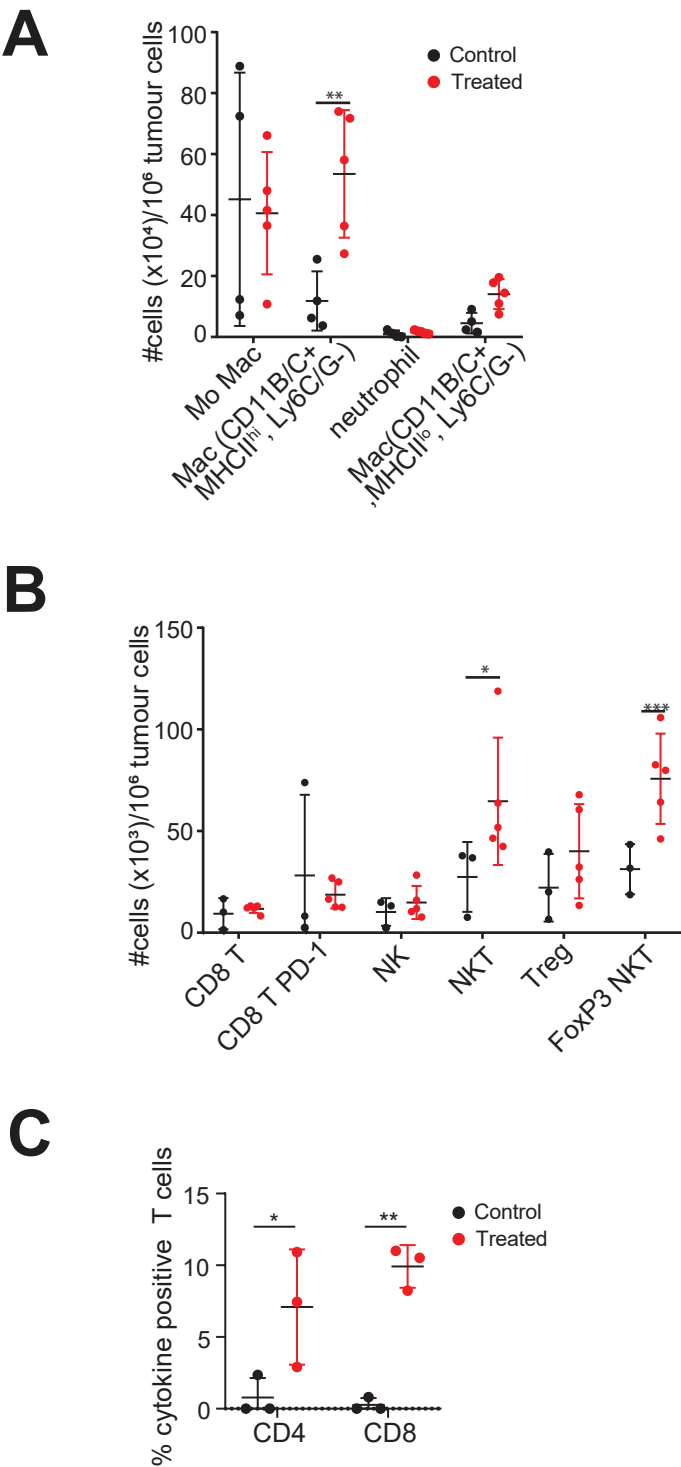 A
#cells (x10⁴)/10⁶ tumour cells
100
80
60
40
20
0
Control
Treated
**
Mo Mac
Mac (CD11B/C+
MHCIIʰⁱ, Ly6C/G-)
neutrophil
Mac(CD11B/C+
,MHCIIˡᵒ, Ly6C/G-)
B
#cells (x10³)/10⁶ tumour cells
150
100
50
0
*
***
CD8 T
CD8 T PD-1
NK
NKT
Treg
FoxP3 NKT
C
% cytokine positive T cells
15
10
5
0
Control
Treated
*
**
CD4
CD8